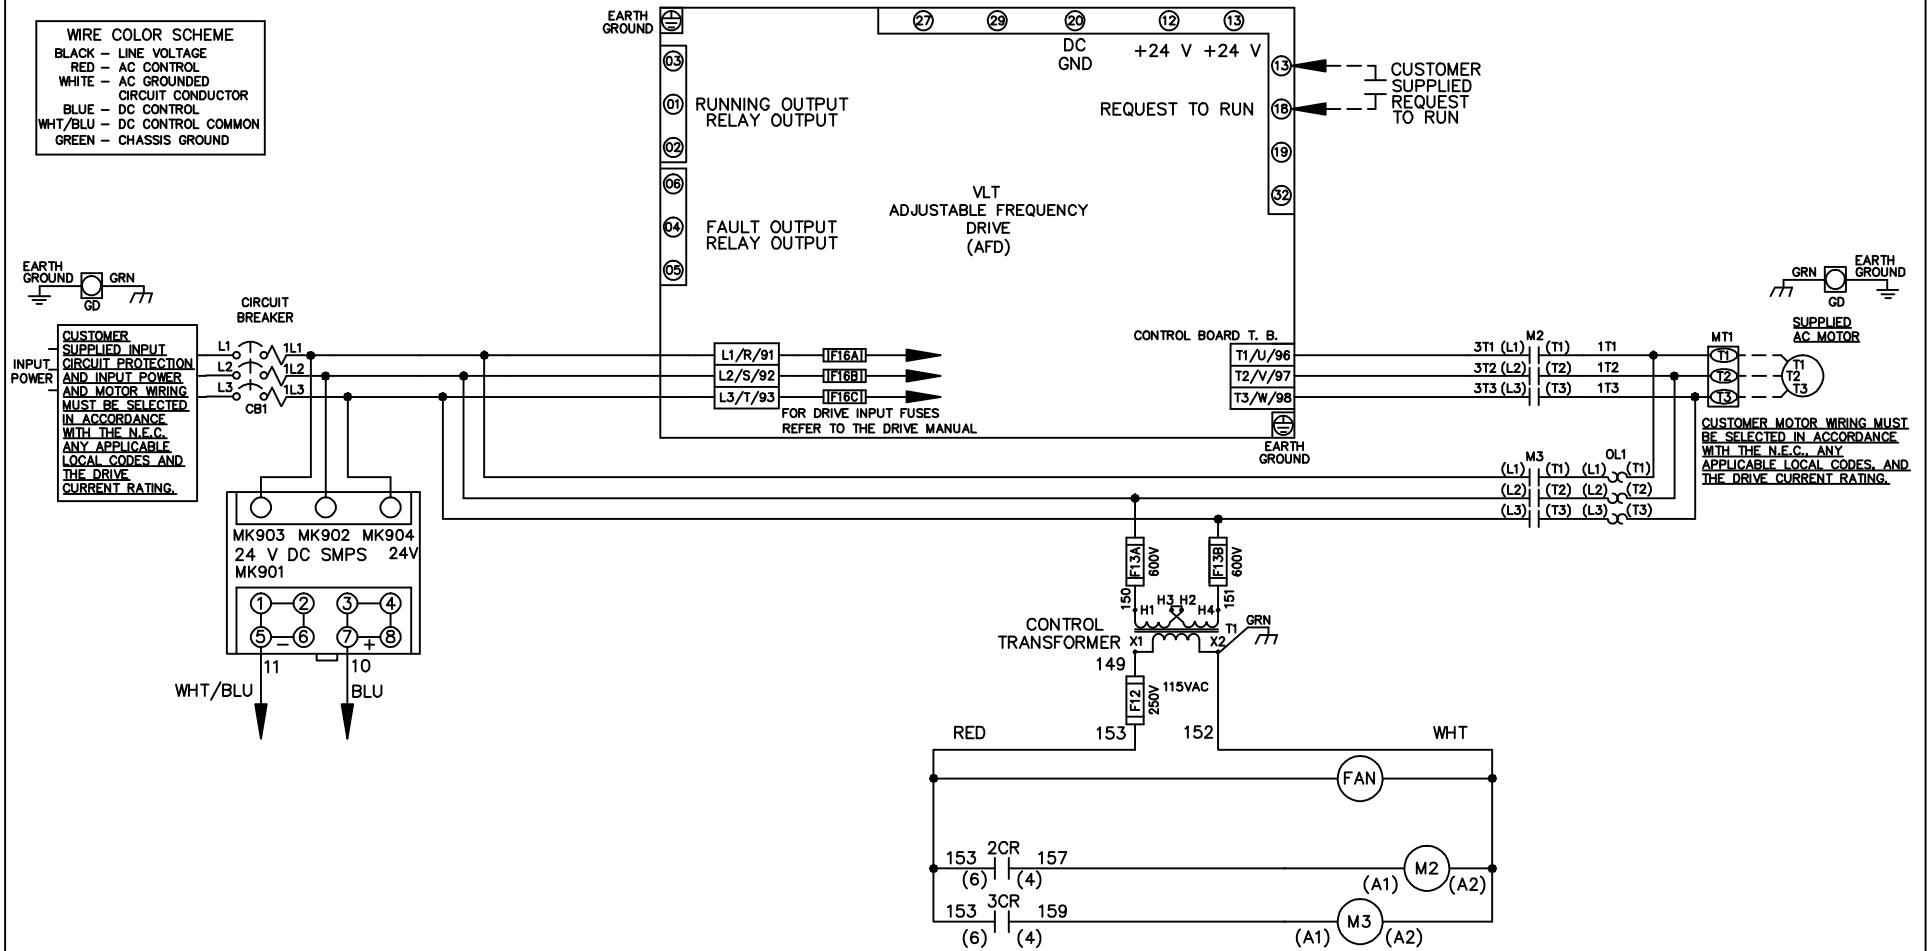 WIRE COLOR SCHEME
BLACK – LINE VOLTAGE
RED – AC CONTROL
WHITE – AC GROUNDED
CIRCUIT CONDUCTOR
BLUE – DC CONTROL
WHT/BLU – DC CONTROL COMMON
GREEN – CHASSIS GROUND
EARTH
GROUND
27 29 20 12 13
DC
GND
+24 V +24 V
03
01
02
RUNNING OUTPUT
RELAY OUTPUT
06
04
05
FAULT OUTPUT
RELAY OUTPUT
VLT
ADJUSTABLE FREQUENCY
DRIVE
(AFD)
REQUEST TO RUN
13
18
19
32
CUSTOMER
SUPPLIED
REQUEST
TO RUN
EARTH
GROUND
GRN
GD
INPUT
POWER
CUSTOMER
SUPPLIED INPUT
CIRCUIT PROTECTION
AND INPUT POWER
AND MOTOR WIRING
MUST BE SELECTED
IN ACCORDANCE
WITH THE N.E.C.
ANY APPLICABLE
LOCAL CODES AND
THE DRIVE
CURRENT RATING.
CIRCUIT
BREAKER
L1 1L1
L2 1L2
L3 1L3
CB1
L1/R/91 F16A
L2/S/92 F16B
L3/T/93 F16C
FOR DRIVE INPUT FUSES
REFER TO THE DRIVE MANUAL
CONTROL BOARD T. B.
T1/U/96
T2/V/97
T3/W/98
EARTH
GROUND
M2
3T1 (L1) (T1) 1T1
3T2 (L2) (T2) 1T2
3T3 (L3) (T3) 1T3
MT1
T1
T2
T3
GRN
GD
EARTH
GROUND
SUPPLIED
AC MOTOR
T1
T2
T3
CUSTOMER MOTOR WIRING MUST
BE SELECTED IN ACCORDANCE
WITH THE N.E.C., ANY
APPLICABLE LOCAL CODES, AND
THE DRIVE CURRENT RATING.
M3 OL1
(L1) (T1) (L1) (T1)
(L2) (T2) (L2) (T2)
(L3) (T3) (L3) (T3)
MK903 MK902 MK904
24 V DC SMPS 24V
MK901
1 2 3 4
5 – 6 7 + 8
11 10
WHT/BLU BLU
F13A 600V F13B 600V
150 151
H1 H3 H2 H4
CONTROL
TRANSFORMER
X1 X2 T1 GRN
149
F12 250V 115VAC
153 152
RED WHT
FAN
2CR
153 157
(6) (4)
M2
(A1) (A2)
3CR
153 159
(6) (4)
M3
(A1) (A2)